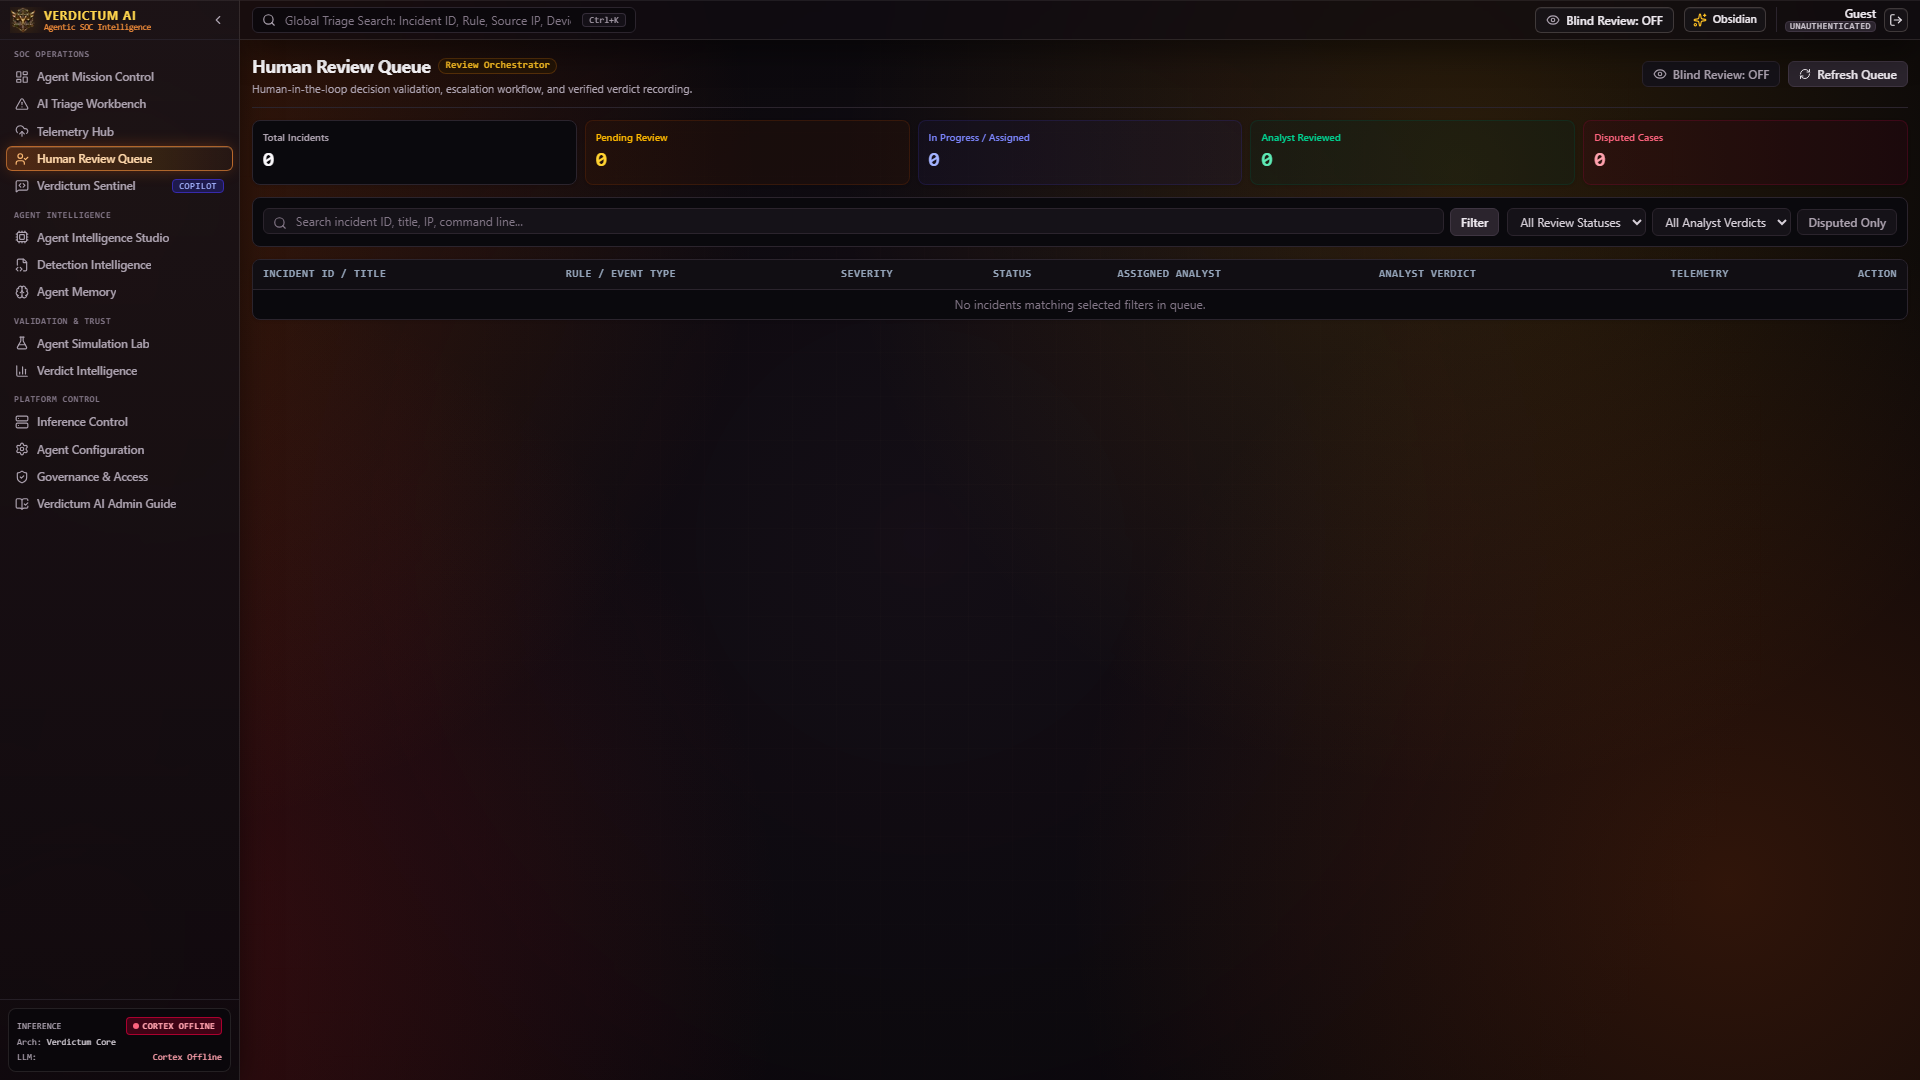 VERDICTUM AI
Agentic SOC Intelligence
SOC OPERATIONS
Agent Mission Control
AI Triage Workbench
Telemetry Hub
Human Review Queue
Verdictum Sentinel COPILOT
AGENT INTELLIGENCE
Agent Intelligence Studio
Detection Intelligence
Agent Memory
VALIDATION & TRUST
Agent Simulation Lab
Verdict Intelligence
PLATFORM CONTROL
Inference Control
Agent Configuration
Governance & Access
Verdictum AI Admin Guide
INFERENCE CORTEX OFFLINE
Arch: Verdictum Core
LLM: Cortex Offline
Global Triage Search: Incident ID, Rule, Source IP, Devi Ctrl+K
Blind Review: OFF
Obsidian
Guest
UNAUTHENTICATED
Human Review Queue Review Orchestrator
Human-in-the-loop decision validation, escalation workflow, and verified verdict recording.
Blind Review: OFF
Refresh Queue
Total Incidents
0
Pending Review
0
In Progress / Assigned
0
Analyst Reviewed
0
Disputed Cases
0
Search incident ID, title, IP, command line...
Filter
All Review Statuses
All Analyst Verdicts
Disputed Only
INCIDENT ID / TITLE RULE / EVENT TYPE SEVERITY STATUS ASSIGNED ANALYST ANALYST VERDICT TELEMETRY ACTION
No incidents matching selected filters in queue.